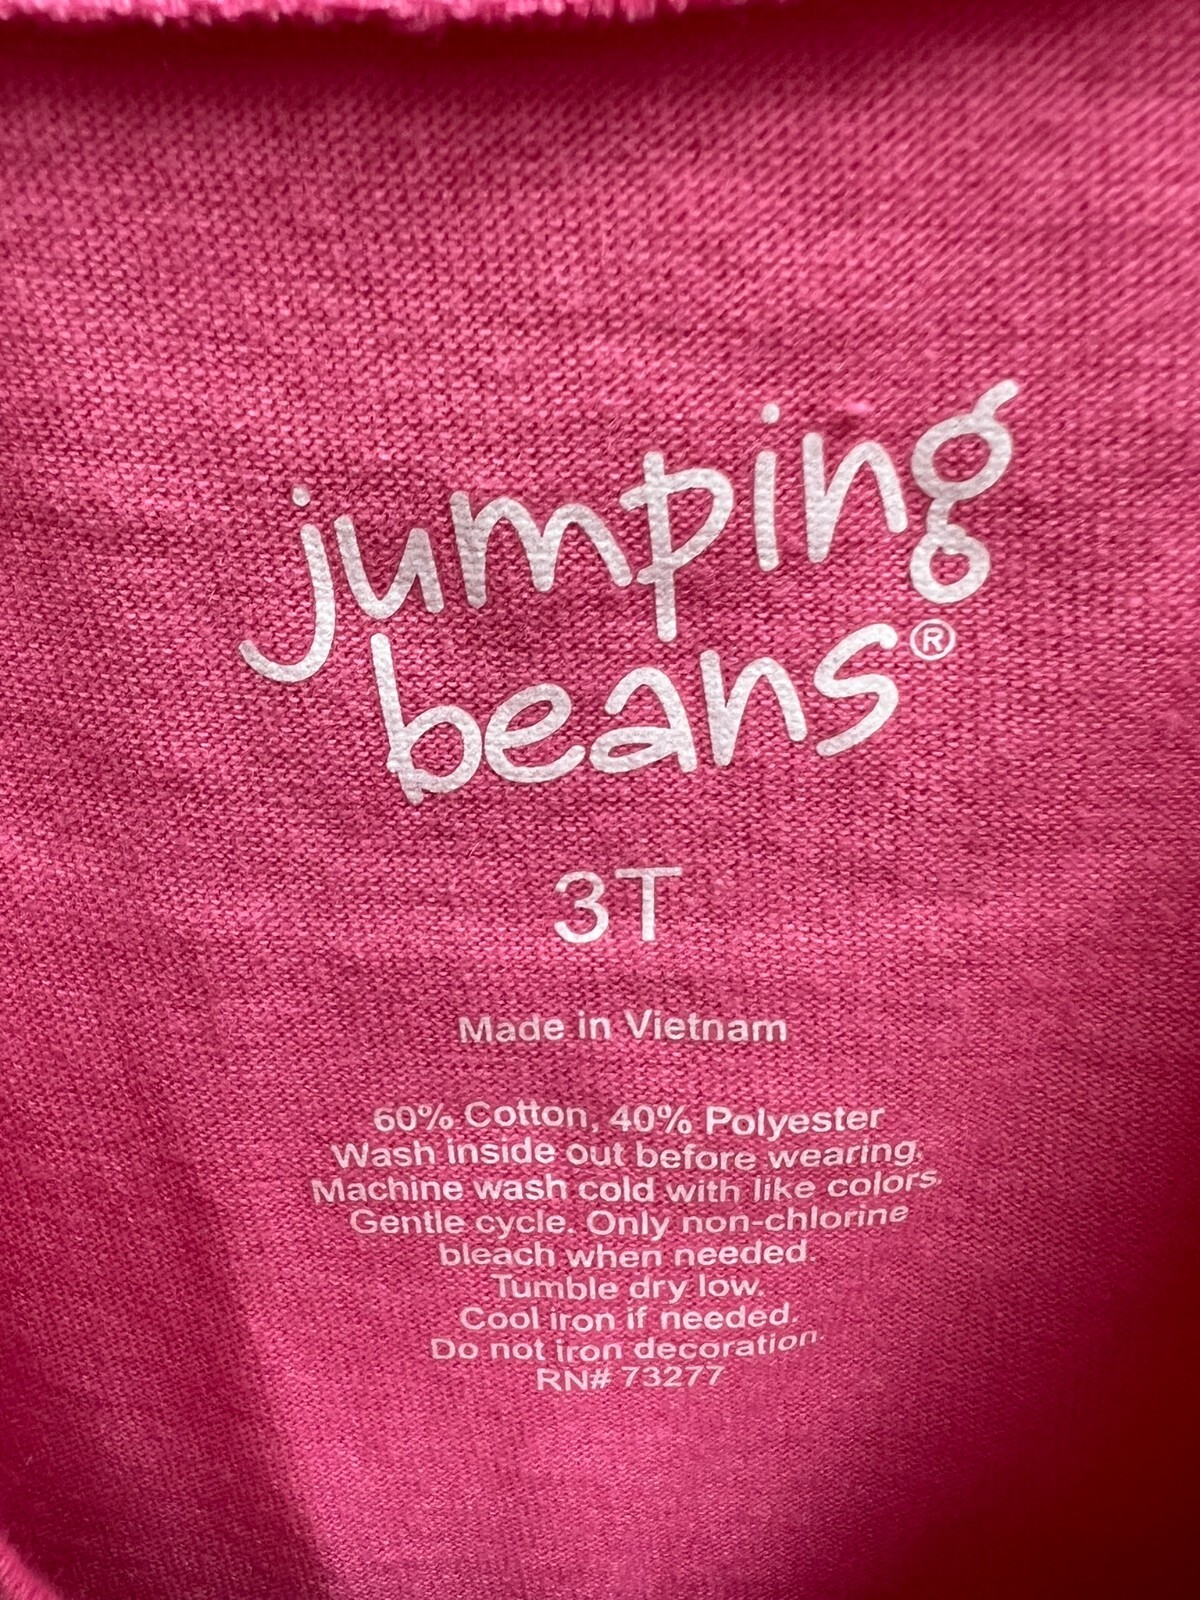 jumping
beans®
3T
Made in Vietnam
60% Cotton, 40% Polyester
Wash inside out before wearing.
Machine wash cold with like colors.
Gentle cycle. Only non-chlorine
bleach when needed.
Tumble dry low.
Cool iron if needed.
Do not iron decoration.
RN# 73277